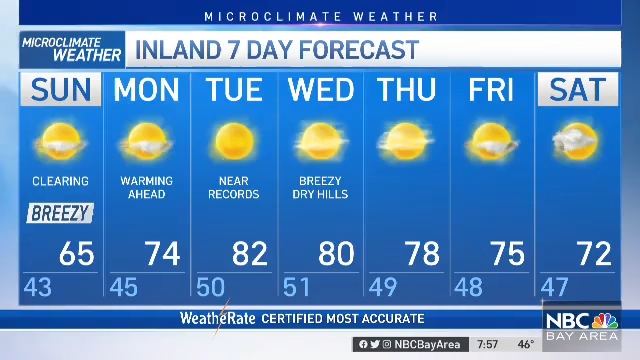 MICROCLIMATE WEATHER
MICROCLIMATE
WEATHER
INLAND 7 DAY FORECAST
SUN MON TUE WED THU FRI SAT
CLEARING WARMING AHEAD NEAR RECORDS BREEZY DRY HILLS
BREEZY
65 74 82 80 78 75 72
43 45 50 51 49 48 47
WeatheRate CERTIFIED MOST ACCURATE
NBC
BAY AREA
NBCBayArea 7:57 46°